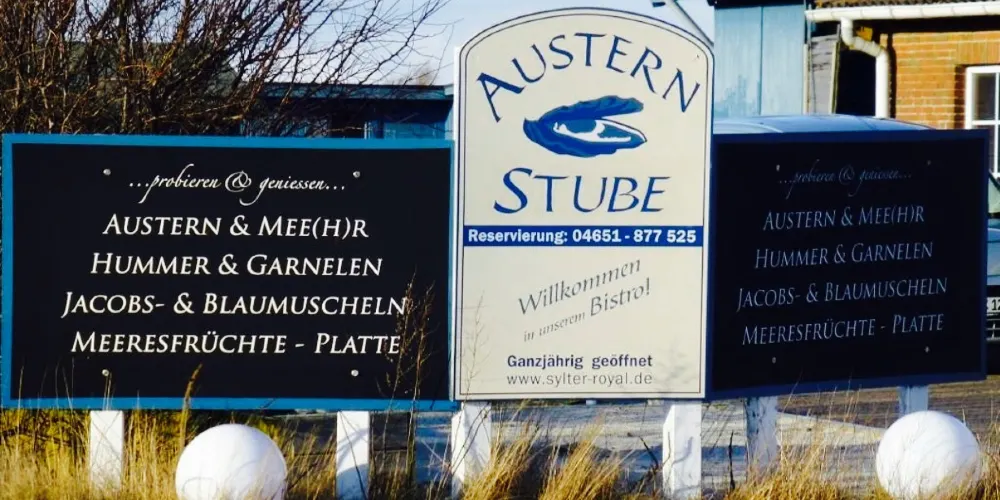 ...probieren & geniessen...
AUSTERN & MEE(H)R
HUMMER & GARNELEN
JACOBS- & BLAUMUSCHELN
MEERESFRÜCHTE - PLATTE
AUSTERN
STUBE
Reservierung: 04651 - 877 525
Willkommen
in unserem Bistro!
Ganzjährig geöffnet
www.sylter-royal.de
...probieren & geniessen...
AUSTERN & MEE(H)R
HUMMER & GARNELEN
JACOBS- & BLAUMUSCHELN
MEERESFRÜCHTE - PLATTE